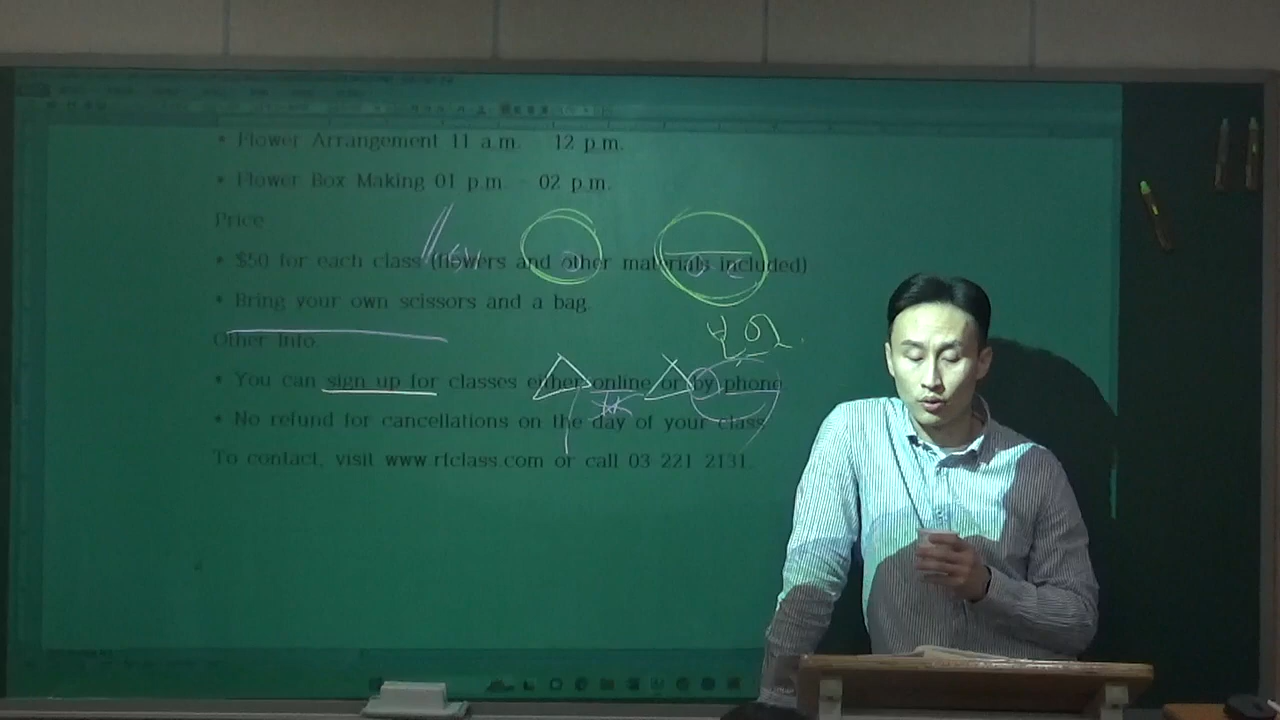 • Flower Arrangement 11 a.m. 12 p.m.
• Flower Box Making 01 p.m. 02 p.m.
Price
• $50 for each class (flowers and other materials included)
• Bring your own scissors and a bag.
Other Info.
• You can sign up for classes either online or by phone.
• No refund for cancellations on the day of your class.
To contact, visit www.rfclass.com or call 03 221 2131.